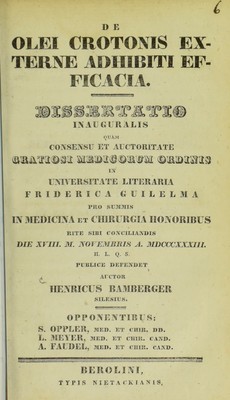 6
DE
OLEI CROTONIS EX-
TERNE ADHIBITI EF-
FICACIA.
DISSERTATIO
INAUGURALIS
QUAM
CONSENSU ET AUCTORITATE
GRATIOSI MEDICORUM ORDINIS
IN
UNIVERSITATE LITERARIA
FRIDERICA GUILELMA
PRO SUMMIS
IN MEDICINA ET CHIRURGIA HONORIBUS
RITE SIBI CONCILIANDIS
DIE XVIII. M. NOVEMBRIS A. MDCCCXXXIII.
H. L. Q. S.
PUBLICE DEFENDET
AUCTOR
HENRICUS BAMBERGER
SILESIUS.
OPPONENTIBUS:
S. OPPLER, MED. ET CHIR. DD.
L. MEYER, MED. ET CHIR. CAND.
A. FAUDEL, MED. ET CHIR. CAND.
BEROLINI,
TYPIS NIETACKIANIS,